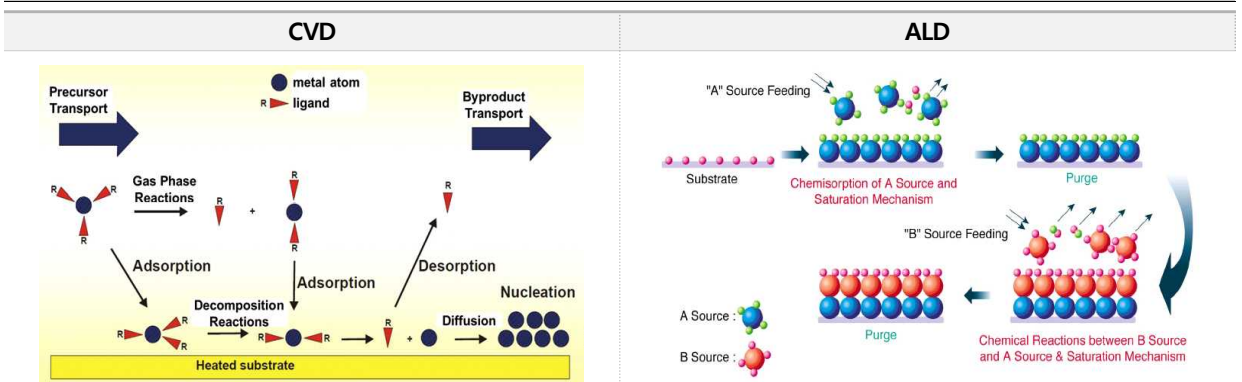 CVD
ALD
Precursor
Transport
metal atom
R ligand
Byproduct
Transport
Gas Phase
Reactions
R
R
R
R
+
R
R
R
Adsorption
Adsorption
Desorption
Decomposition
Reactions
Nucleation
Diffusion
R
R
R
R
R
R
+
Heated substrate
"A" Source Feeding
Substrate
Chemisorption of A Source and
Saturation Mechanism
Purge
"B" Source Feeding
Purge
A Source :
B Source :
Chemical Reactions between B Source
and A Source & Saturation Mechanism